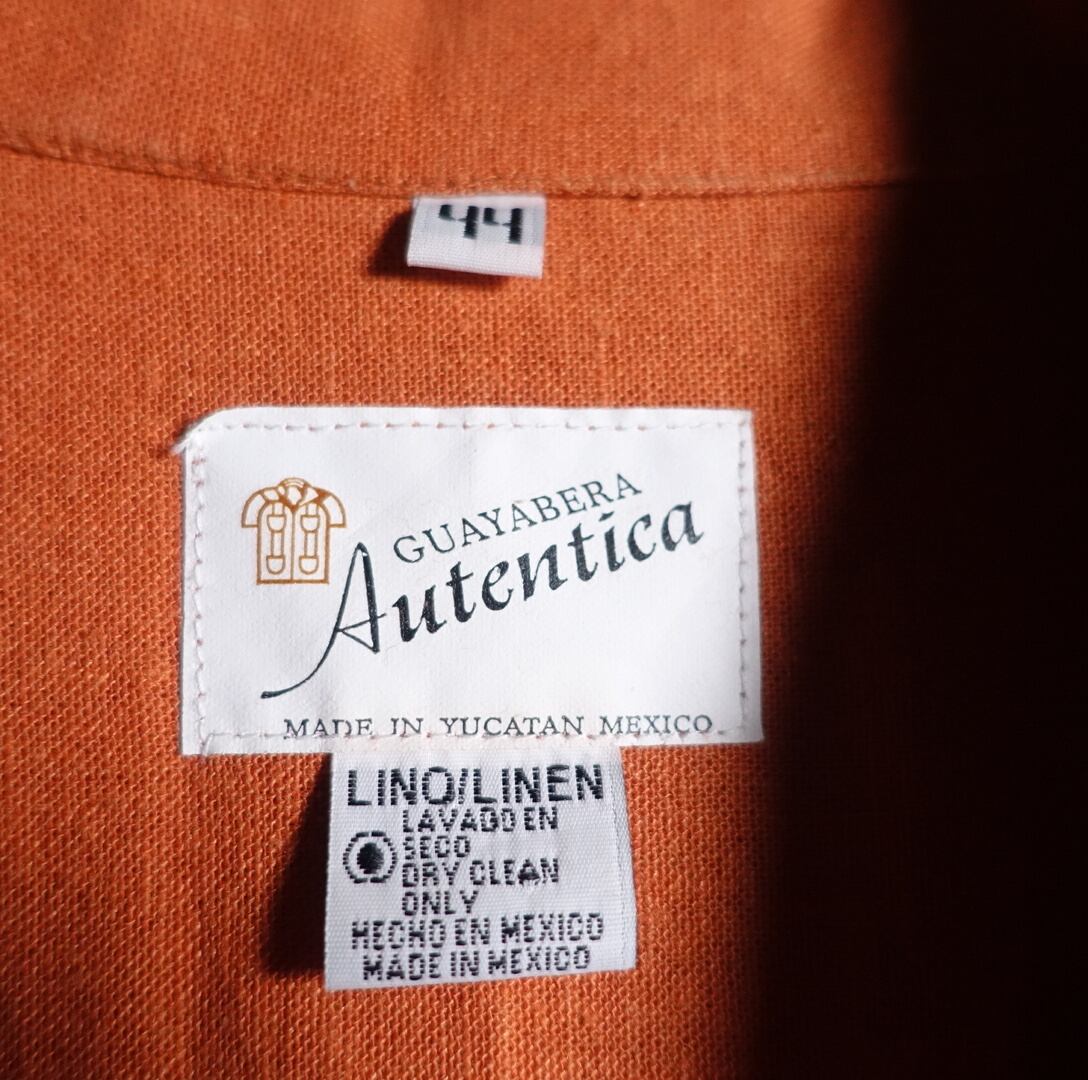 44
GUAYABERA
Autentica
MADE IN YUCATAN MEXICO
LINO/LINEN
LAVADO EN
SECO
DRY CLEAN
ONLY
HECHO EN MEXICO
MADE IN MEXICO